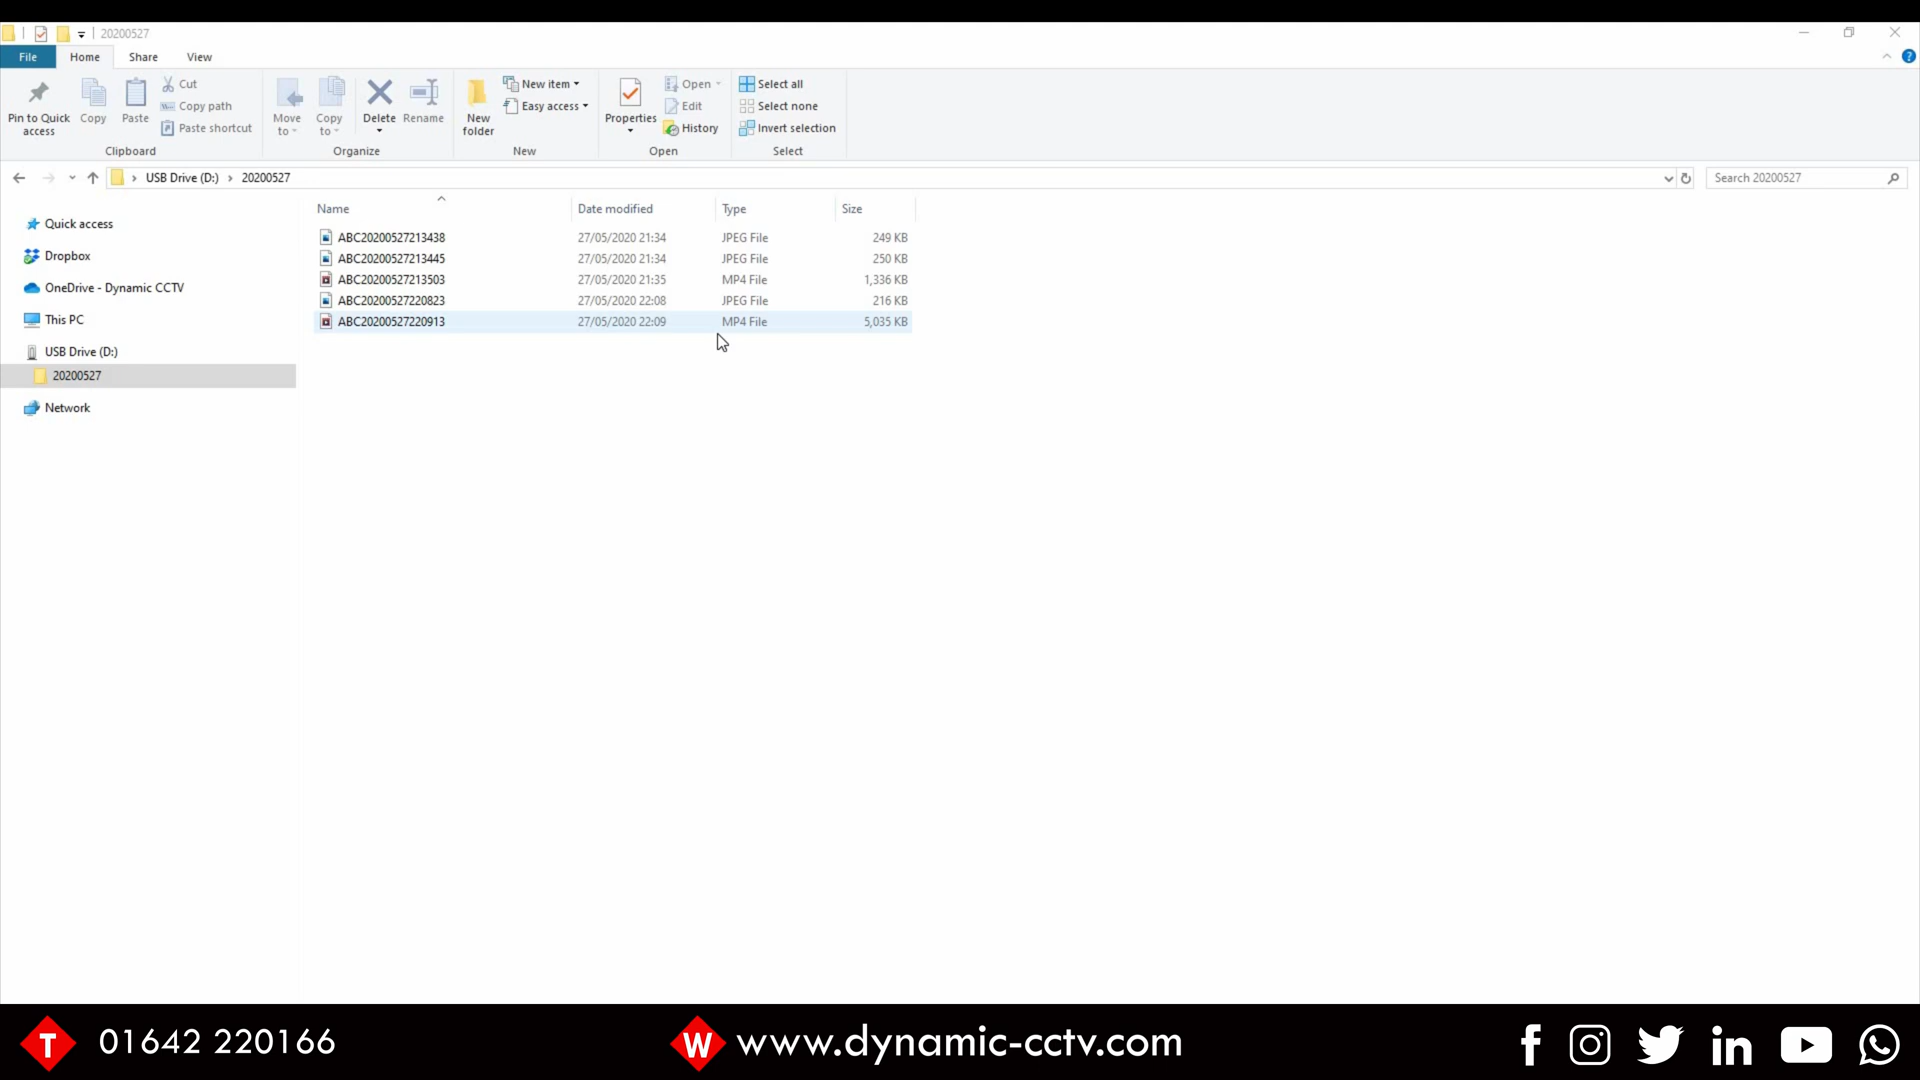 20200527
File Home Share View
Pin to Quick access
Copy
Paste
Cut
Copy path
Paste shortcut
Clipboard
Move to
Copy to
Delete
Rename
Organize
New folder
New item
Easy access
New
Properties
Open
Edit
History
Open
Select all
Select none
Invert selection
Select
USB Drive (D:) > 20200527
Search 20200527
Quick access
Dropbox
OneDrive - Dynamic CCTV
This PC
USB Drive (D:)
20200527
Network
Name Date modified Type Size
ABC20200527213438 27/05/2020 21:34 JPEG File 249 KB
ABC20200527213445 27/05/2020 21:34 JPEG File 250 KB
ABC20200527213503 27/05/2020 21:35 MP4 File 1,336 KB
ABC20200527220823 27/05/2020 22:08 JPEG File 216 KB
ABC20200527220913 27/05/2020 22:09 MP4 File 5,035 KB
T 01642 220166
W www.dynamic-cctv.com